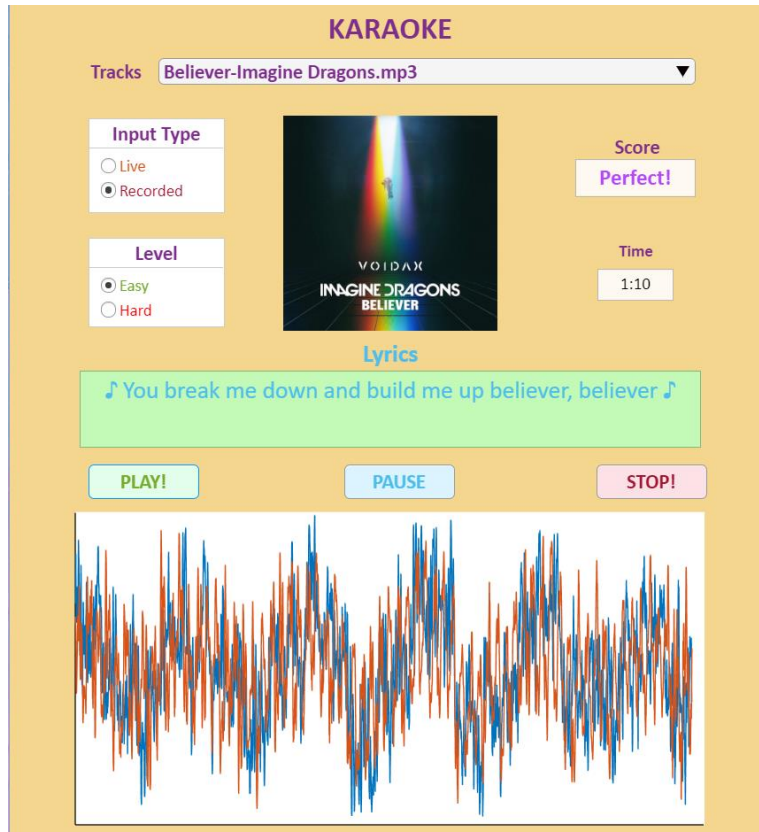 KARAOKE
Tracks Believer-Imagine Dragons.mp3
Input Type
Live
Recorded
Level
Easy
Hard
VOIDAX
IMAGINE DRAGONS
BELIEVER
Score
Perfect!
Time
1:10
Lyrics
♪ You break me down and build me up believer, believer ♪
PLAY! PAUSE STOP!